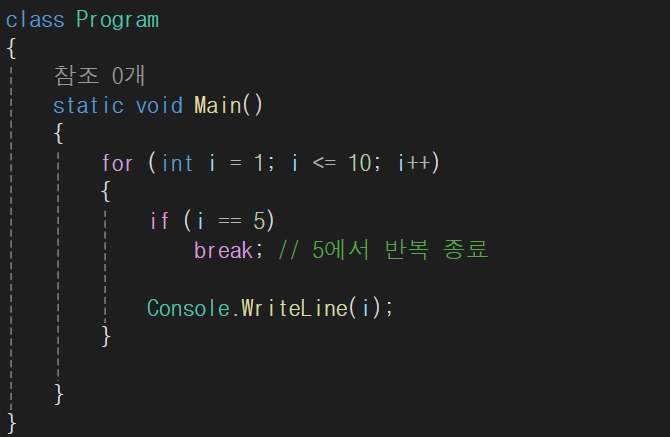 class Program
{
참조 0개
static void Main()
{
for (int i = 1; i <= 10; i++)
{
if (i == 5)
break; // 5에서 반복 종료
Console.WriteLine(i);
}
}
}